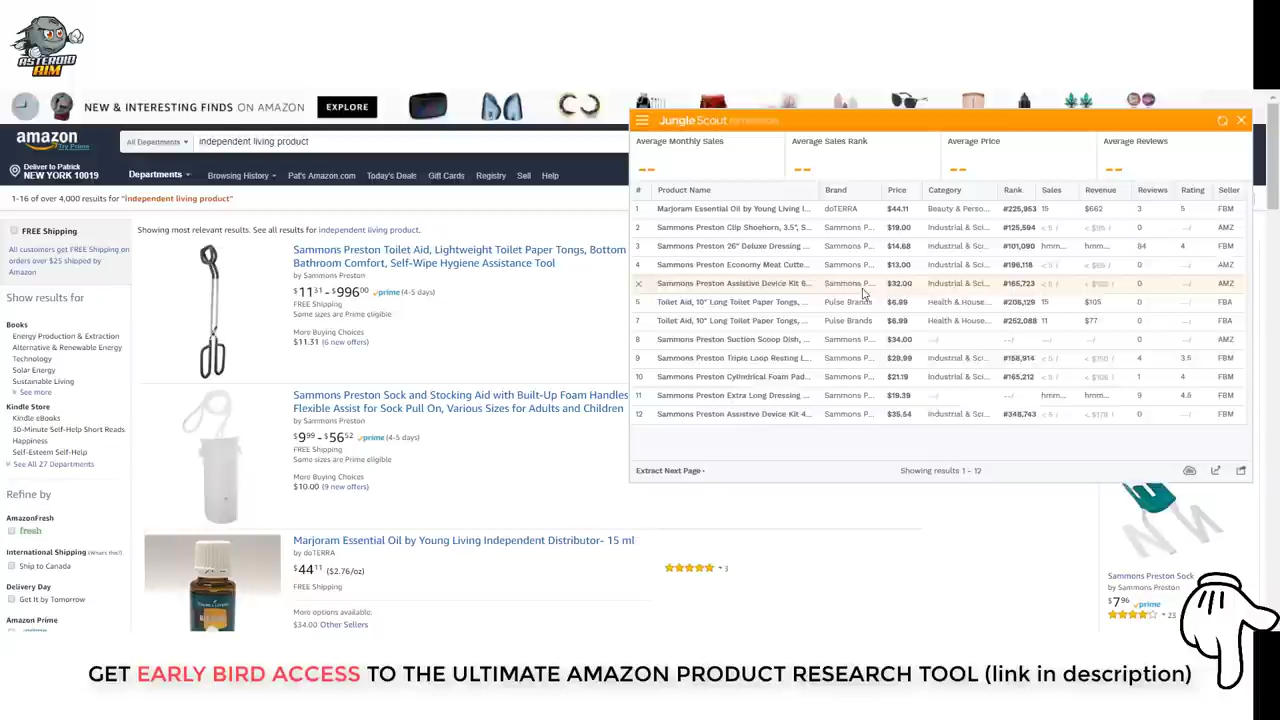 ASTEROID
AIM
NEW & INTERESTING FINDS ON AMAZON EXPLORE
amazon
Try Prime
All Departments
independent living product
Deliver to Patrick
NEW YORK 10019
Departments Browsing History Pat's Amazon.com Today's Deals Gift Cards Registry Sell Help
1-16 of over 4,000 results for "independent living product"
FREE Shipping
All customers get FREE Shipping on
orders over $25 shipped by
Amazon
Show results for
Books
Energy Production & Extraction
Alternative & Renewable Energy
Technology
Solar Energy
Sustainable Living
See more
Kindle Store
Kindle eBooks
30-Minute Self-Help Short Reads
Happiness
Self-Esteem Self-Help
See All 27 Departments
Refine by
AmazonFresh
fresh
International Shipping (What's this?)
Ship to Canada
Delivery Day
Get It by Tomorrow
Amazon Prime
Showing most relevant results. See all results for independent living product.
Sammons Preston Toilet Aid, Lightweight Toilet Paper Tongs, Bottom
Bathroom Comfort, Self-Wipe Hygiene Assistance Tool
by Sammons Preston
$11.31 - $996.00 prime (4-5 days)
FREE Shipping
Some sizes are Prime eligible
More Buying Choices
$11.31 (6 new offers)
Sammons Preston Sock and Stocking Aid with Built-Up Foam Handles
Flexible Assist for Sock Pull On, Various Sizes for Adults and Children
by Sammons Preston
$9.99 - $56.52 prime (4-5 days)
FREE Shipping
Some sizes are Prime eligible
More Buying Choices
$10.00 (9 new offers)
Marjoram Essential Oil by Young Living Independent Distributor- 15 ml
by doTERRA
$44.11 ($2.76/oz)
FREE Shipping
More options available:
$34.00 Other Sellers
3
Jungle Scout
Average Monthly Sales Average Sales Rank Average Price Average Reviews
-- -- -- --
# Product Name Brand Price Category Rank Sales Revenue Reviews Rating Seller
1 Marjoram Essential Oil by Young Living I... doTERRA $44.11 Beauty & Perso... #225,953 15 $662 3 5 FBM
2 Sammons Preston Clip Shoehorn, 3.5", S... Sammons P... $19.00 Industrial & Sci... #125,594 < 5 0 --/ AMZ
3 Sammons Preston 26" Deluxe Dressing ... Sammons P... $14.68 Industrial & Sci... #101,090 hmm... hmm... 84 4 FBM
4 Sammons Preston Economy Meat Cutte... Sammons P... $13.00 Industrial & Sci... #196,118 < 5 0 --/ AMZ
× Sammons Preston Assistive Device Kit 6... Sammons P... $32.00 Industrial & Sci... #165,723 < 5 0 --/ AMZ
5 Toilet Aid, 10" Long Toilet Paper Tongs, ... Pulse Brands $6.99 Health & House... #206,129 15 $105 0 --/ FBA
7 Toilet Aid, 10" Long Toilet Paper Tongs, ... Pulse Brands $6.99 Health & House... #252,088 11 $77 0 --/ FBA
8 Sammons Preston Suction Scoop Dish, ... Sammons P... $34.00 --/ --/ --/ --/ 0 --/ AMZ
9 Sammons Preston Triple Loop Resting I... Sammons P... $29.99 Industrial & Sci... #158,914 < 5 < $150 4 3.5 FBM
10 Sammons Preston Cylindrical Foam Pad... Sammons P... $21.19 Industrial & Sci... #165,212 < 5 < $106 1 4 FBM
11 Sammons Preston Extra Long Dressing ... Sammons P... $19.39 Industrial & Sci... --/ hmm... hmm... 9 4.5 FBM
12 Sammons Preston Assistive Device Kit 4... Sammons P... $35.54 Industrial & Sci... #348,743 < 5 < $178 0 --/ FBM
Extract Next Page Showing results 1 - 12
Sammons Preston Sock
by Sammons Preston
$7.96 prime
GET EARLY BIRD ACCESS TO THE ULTIMATE AMAZON PRODUCT RESEARCH TOOL (link in description)